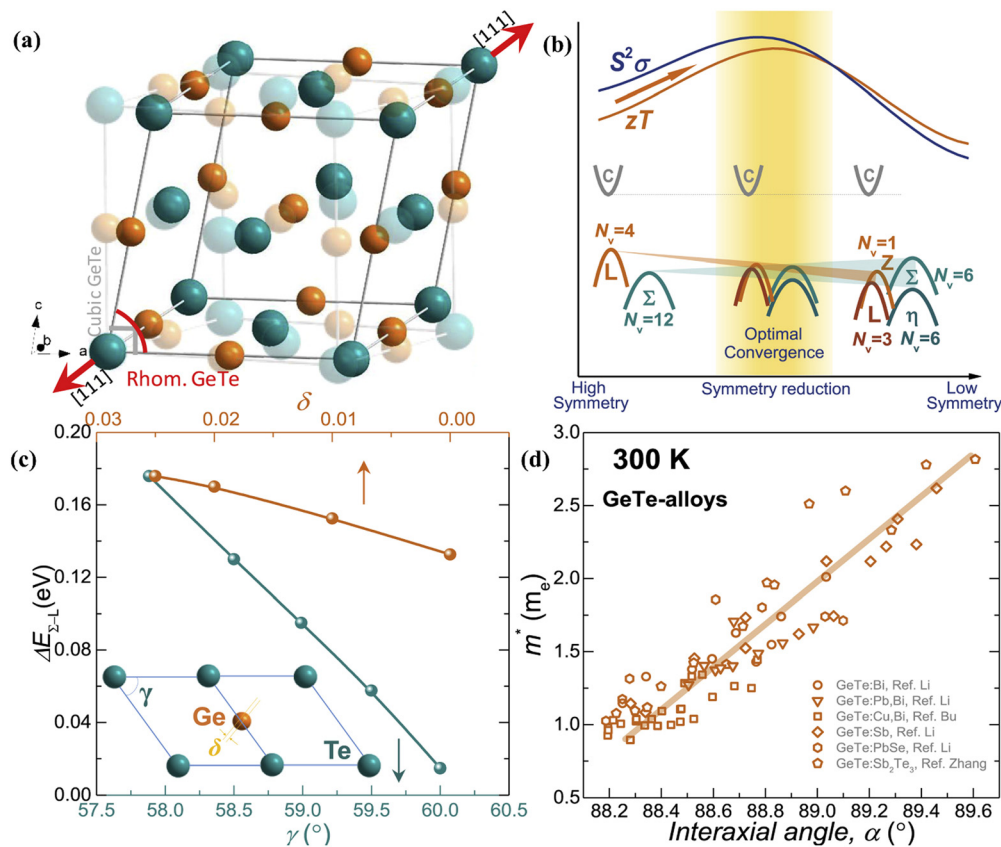 (a)
[111]
Cubic GeTe
c
b
a
[111]
Rhom. GeTe
(b)
S²σ
zT
C
C
C
N_v=4
L
Σ
N_v=12
N_v=1
Z
Σ
N_v=6
L
η
N_v=3
N_v=6
Optimal
Convergence
High
Symmetry
Symmetry reduction
Low
Symmetry
(c)
δ
0.03
0.02
0.01
0.00
0.20
0.16
0.12
0.08
0.04
0.00
ΔE_Σ-L(eV)
γ
Ge
δ
Te
57.5
58.0
58.5
59.0
59.5
60.0
60.5
γ (°)
(d)
300 K
GeTe-alloys
3.0
2.5
2.0
1.5
1.0
0.5
m* (m_e)
GeTe:Bi, Ref. Li
GeTe:Pb,Bi, Ref. Li
GeTe:Cu,Bi, Ref. Bu
GeTe:Sb, Ref. Li
GeTe:PbSe, Ref. Li
GeTe:Sb₂Te₃, Ref. Zhang
88.2
88.4
88.6
88.8
89.0
89.2
89.4
89.6
Interaxial angle, α (°)